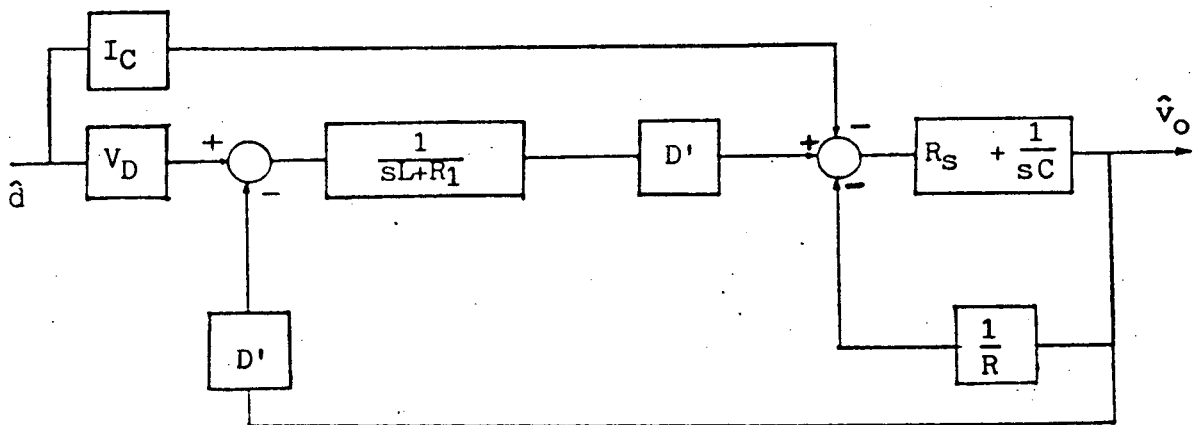 I_C
V_D
+
-
1
sL+R_1
D'
+
-
-
R_S + 1
sC
v̂_o
d̂
D'
1
R